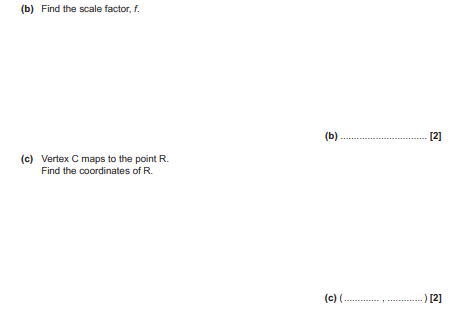 (b) Find the scale factor, f.
(b) ................................ [2]
(c) Vertex C maps to the point R.
Find the coordinates of R.
(c) (............. , .............) [2]